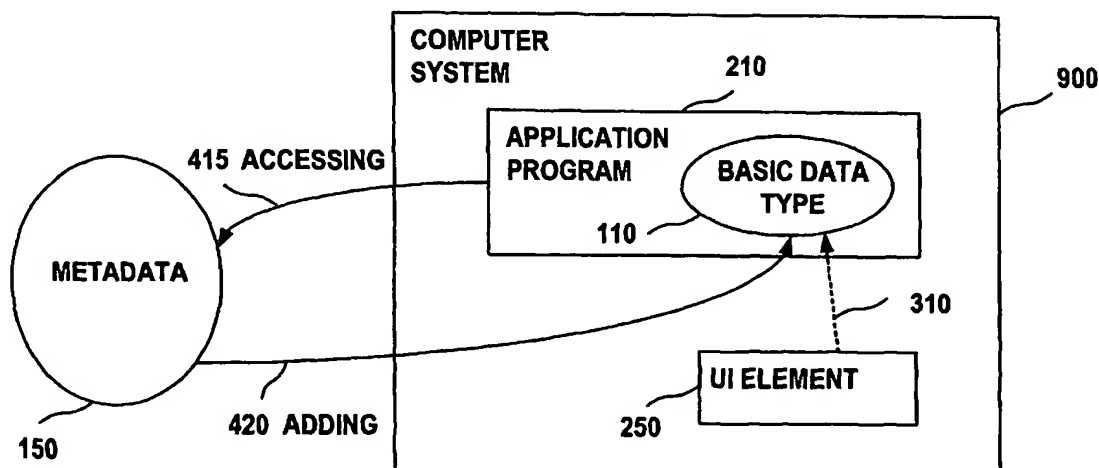 COMPUTER
SYSTEM
210
900
APPLICATION
PROGRAM
BASIC DATA
TYPE
110
415 ACCESSING
METADATA
310
UI ELEMENT
250
420 ADDING
150